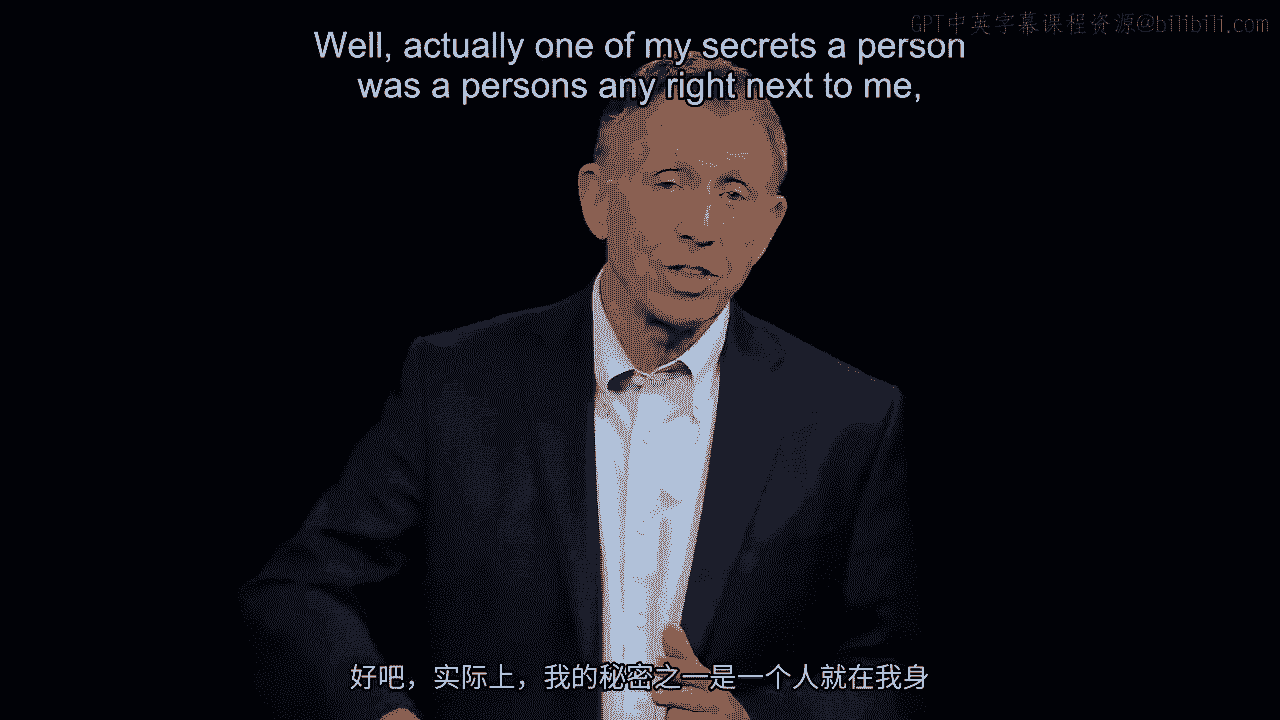 GPT中英字幕课程资源@bilibili.com
Well, actually one of my secrets a person
was a persons any right next to me,
好吧，实际上，我的秘密之一是一个人就在我身